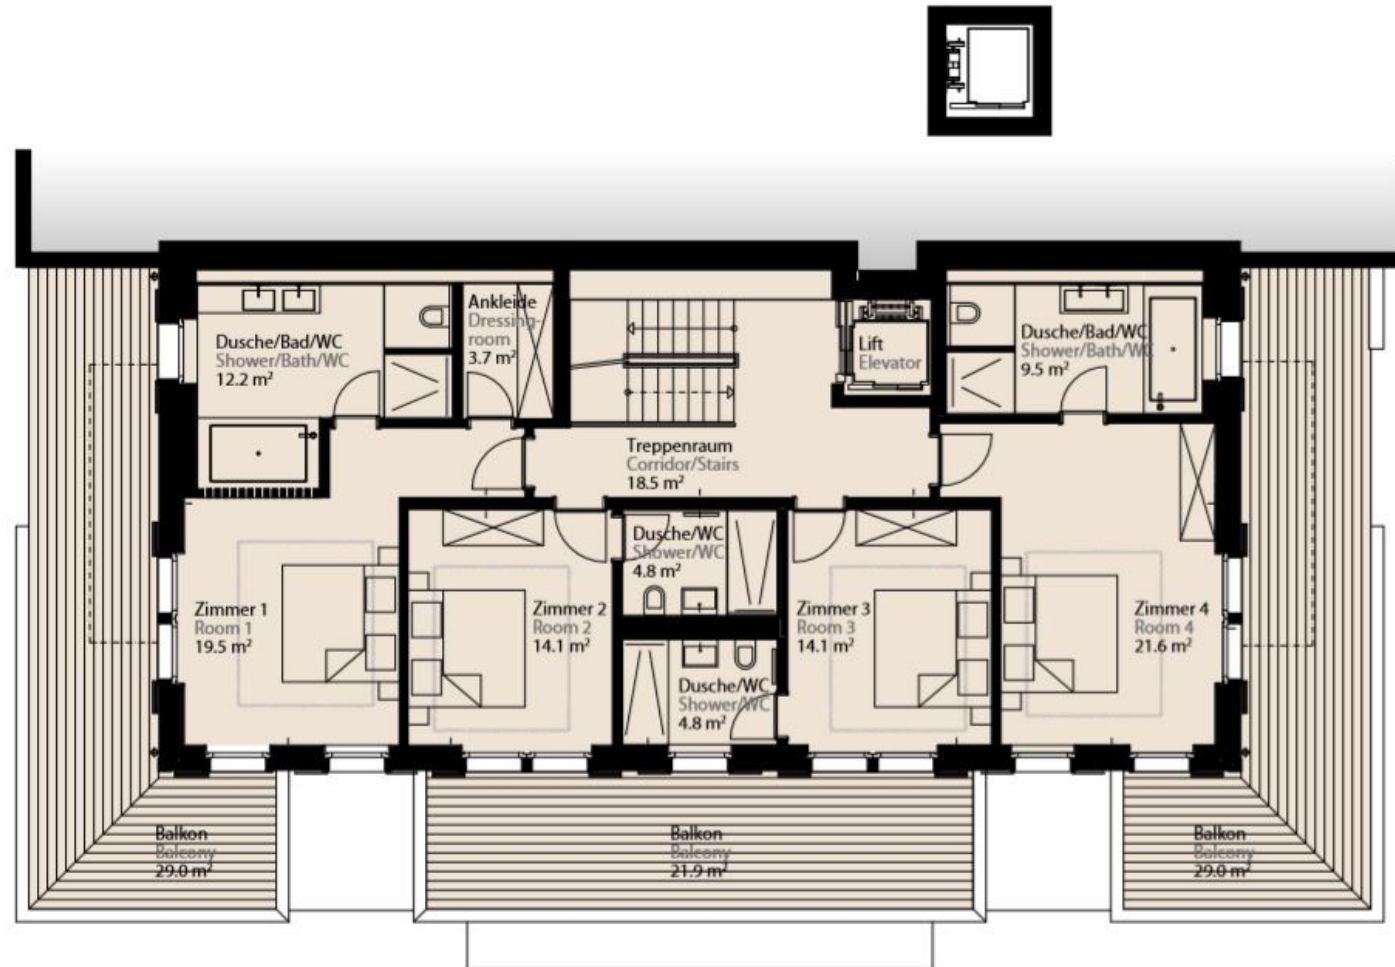 Ankleide
Dressing-
room
3.7 m²
Dusche/Bad/WC
Shower/Bath/WC
12.2 m²
Lift
Elevator
Dusche/Bad/WC
Shower/Bath/WC
9.5 m²
Treppenraum
Corridor/Stairs
18.5 m²
Dusche/WC
Shower/WC
4.8 m²
Zimmer 1
Room 1
19.5 m²
Zimmer 2
Room 2
14.1 m²
Zimmer 3
Room 3
14.1 m²
Zimmer 4
Room 4
21.6 m²
Dusche/WC
Shower/WC
4.8 m²
Balkon
Balcony
29.0 m²
Balkon
Balcony
21.9 m²
Balkon
Balcony
29.0 m²